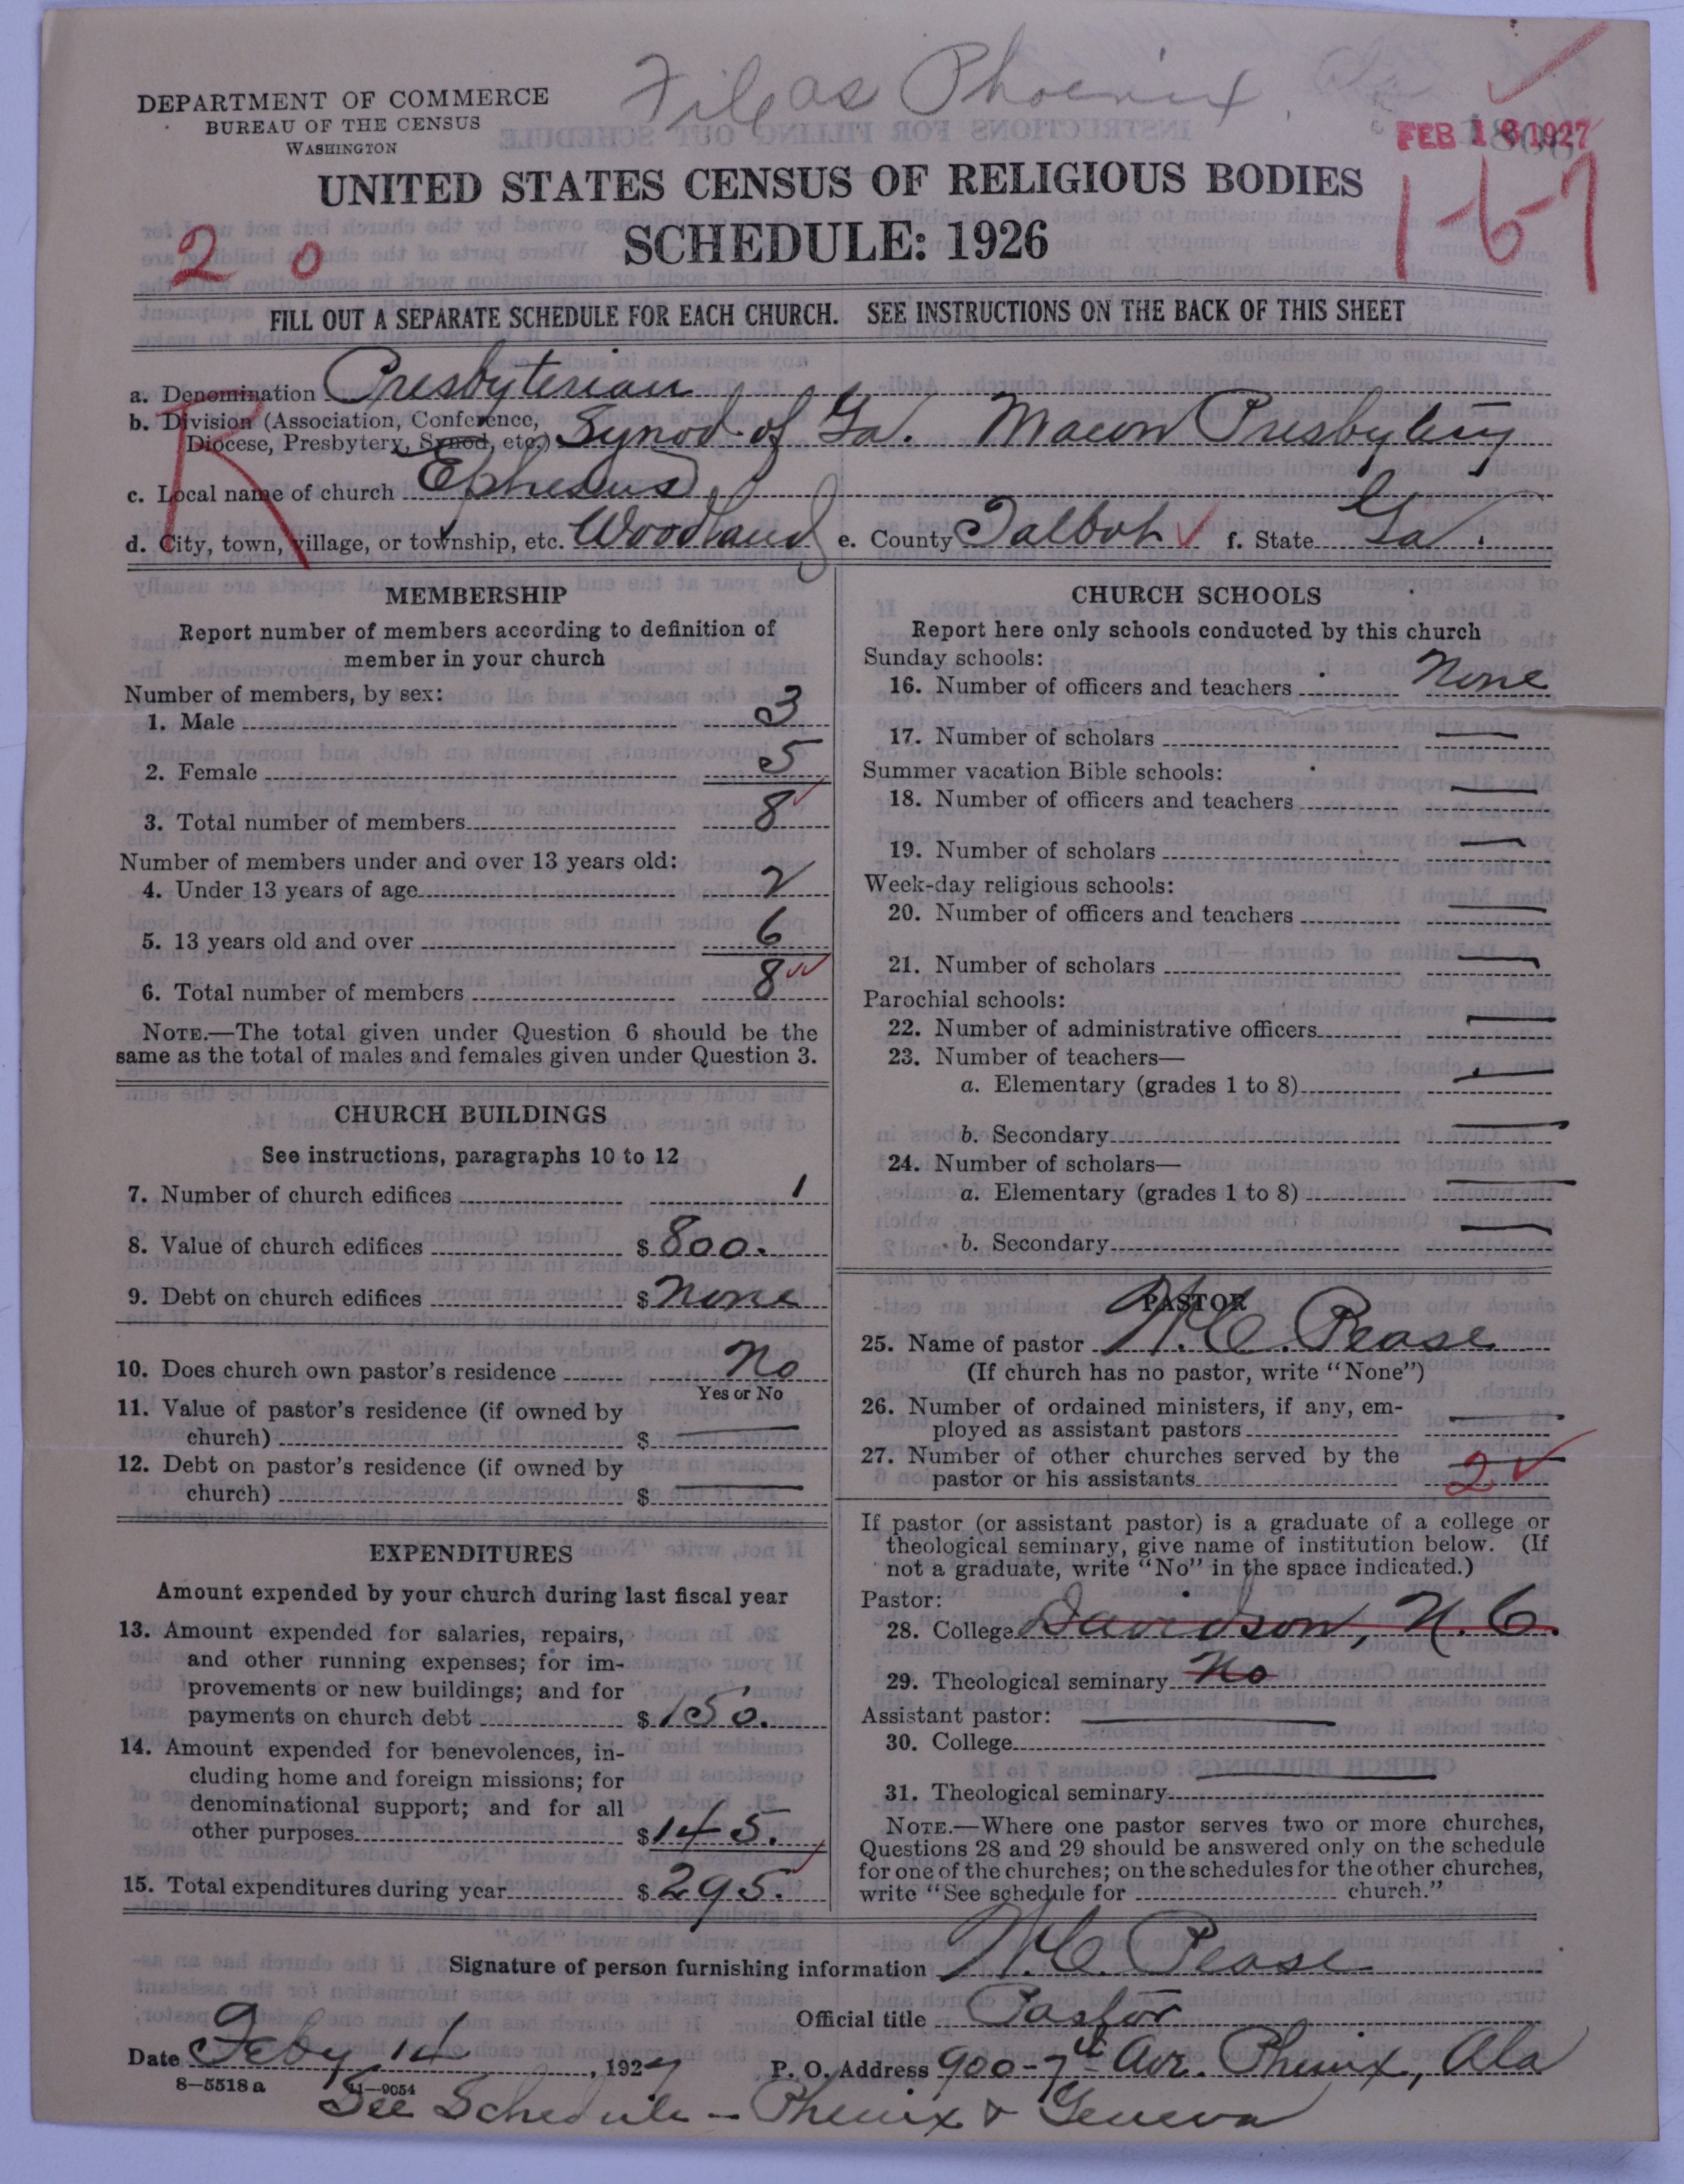 File as Phoenix
DEPARTMENT OF COMMERCE
BUREAU OF THE CENSUS
WASHINGTON
FEB 16 1927
1-6-7
UNITED STATES CENSUS OF RELIGIOUS BODIES
SCHEDULE: 1926
2 0
FILL OUT A SEPARATE SCHEDULE FOR EACH CHURCH. SEE INSTRUCTIONS ON THE BACK OF THIS SHEET
R
a. Denomination Presbyterian
b. Division (Association, Conference,
Diocese, Presbytery, Synod, etc.) Synod of Ga. Macon Presbytery
c. Local name of church Ephesus
d. City, town, village, or township, etc. Woodland e. County Talbot f. State Ga.
MEMBERSHIP
Report number of members according to definition of
member in your church
Number of members, by sex:
1. Male 3
2. Female 5
3. Total number of members 8
Number of members under and over 13 years old:
4. Under 13 years of age 2
5. 13 years old and over 6
6. Total number of members 8
NOTE.—The total given under Question 6 should be the
same as the total of males and females given under Question 3.
CHURCH BUILDINGS
See instructions, paragraphs 10 to 12
7. Number of church edifices 1
8. Value of church edifices $ 800.
9. Debt on church edifices $ None
10. Does church own pastor's residence No
Yes or No
11. Value of pastor's residence (if owned by
church) $ —
12. Debt on pastor's residence (if owned by
church) $ —
EXPENDITURES
Amount expended by your church during last fiscal year
13. Amount expended for salaries, repairs,
and other running expenses; for im-
provements or new buildings; and for
payments on church debt $ 150.
14. Amount expended for benevolences, in-
cluding home and foreign missions; for
denominational support; and for all
other purposes $ 145.
15. Total expenditures during year $ 295.
CHURCH SCHOOLS
Report here only schools conducted by this church
Sunday schools:
16. Number of officers and teachers None
17. Number of scholars —
Summer vacation Bible schools:
18. Number of officers and teachers —
19. Number of scholars —
Week-day religious schools:
20. Number of officers and teachers —
21. Number of scholars —
Parochial schools:
22. Number of administrative officers —
23. Number of teachers—
a. Elementary (grades 1 to 8) —
b. Secondary —
24. Number of scholars—
a. Elementary (grades 1 to 8) —
b. Secondary —
PASTOR
25. Name of pastor W. C. Pease
(If church has no pastor, write "None")
26. Number of ordained ministers, if any, em-
ployed as assistant pastors —
27. Number of other churches served by the
pastor or his assistants 2
If pastor (or assistant pastor) is a graduate of a college or
theological seminary, give name of institution below. (If
not a graduate, write "No" in the space indicated.)
Pastor:
28. College Davidson, N. C.
29. Theological seminary No
Assistant pastor: —
30. College
31. Theological seminary —
NOTE.—Where one pastor serves two or more churches,
Questions 28 and 29 should be answered only on the schedule
for one of the churches; on the schedules for the other churches,
write "See schedule for church."
Signature of person furnishing information W. C. Pease
Official title Pastor
Date Feby 14, 1927 P. O. Address 900-7th Ave. Phenix, Ala
8-5518 a 11-9054
See Schedule - Phenix & Geneva